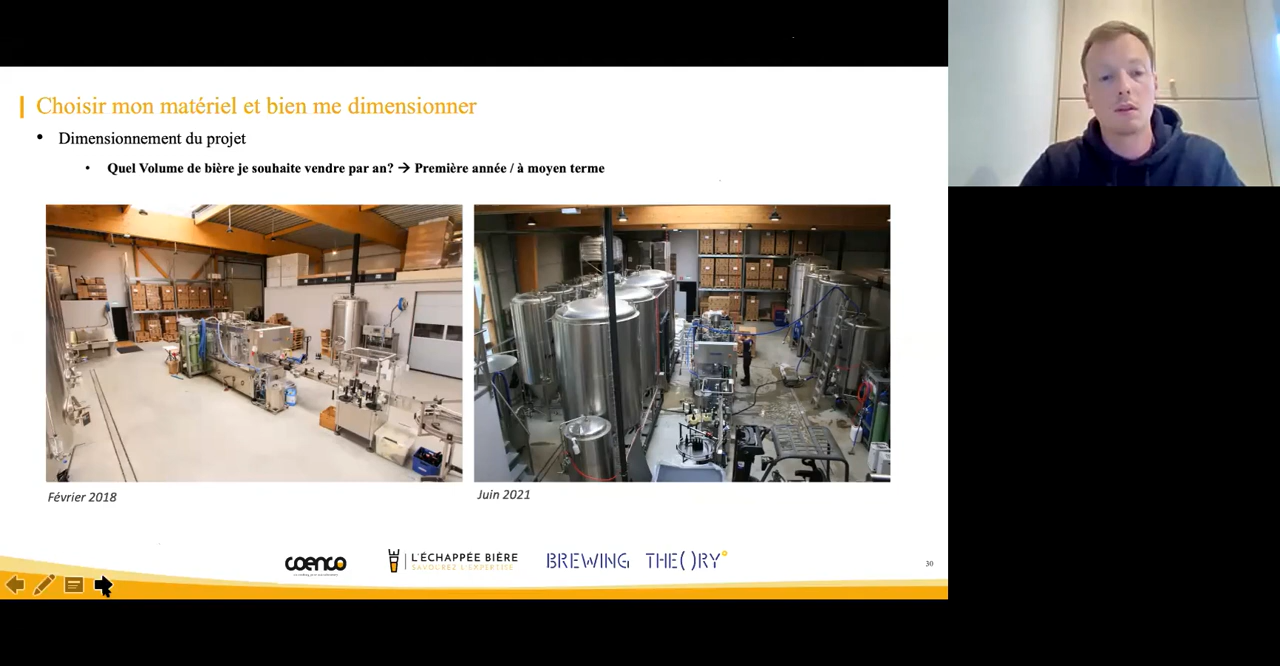 Choisir mon matériel et bien me dimensionner
• Dimensionnement du projet
• Quel Volume de bière je souhaite vendre par an? → Première année / à moyen terme
Février 2018
Juin 2021
coenco
L'ÉCHAPPÉE BIÈRE
SAVOUREZ L'EXPERTISE
BREWING THE( )RY
30